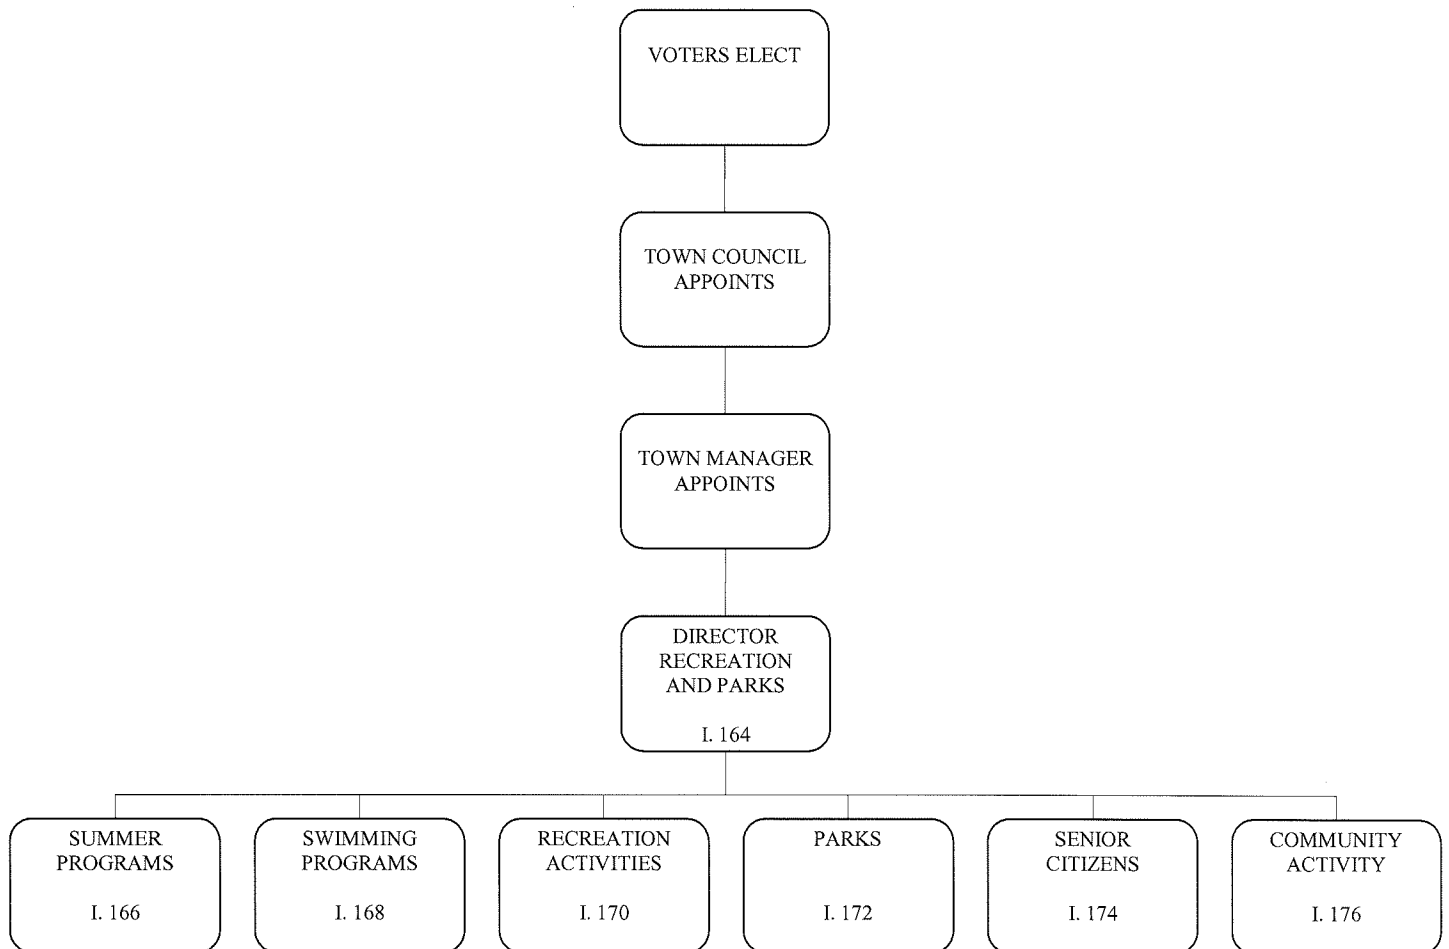 VOTERS ELECT
TOWN COUNCIL
APPOINTS
TOWN MANAGER
APPOINTS
DIRECTOR
RECREATION
AND PARKS
I. 164
SUMMER
PROGRAMS
I. 166
SWIMMING
PROGRAMS
I. 168
RECREATION
ACTIVITIES
I. 170
PARKS
I. 172
SENIOR
CITIZENS
I. 174
COMMUNITY
ACTIVITY
I. 176